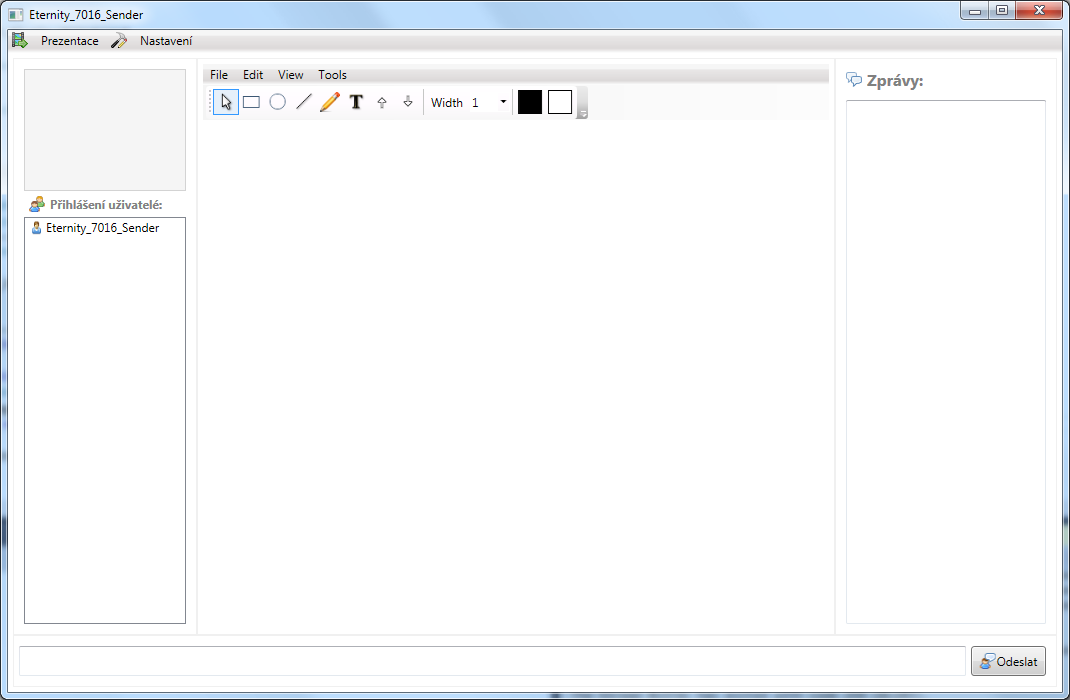 Eternity_7016_Sender
Prezentace Nastavení
File Edit View Tools
T Width 1
Přihlášení uživatelé:
Eternity_7016_Sender
Zprávy:
Odeslat